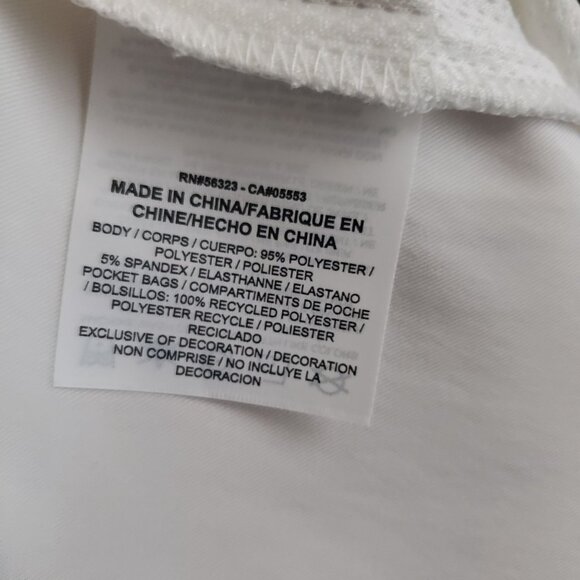 RN#56323 - CA#05553
MADE IN CHINA/FABRIQUE EN
CHINE/HECHO EN CHINA
BODY / CORPS / CUERPO: 95% POLYESTER /
POLYESTER / POLIESTER
5% SPANDEX / ELASTHANNE / ELASTANO
POCKET BAGS / COMPARTIMENTS DE POCHE
/ BOLSILLOS: 100% RECYCLED POLYESTER /
POLYESTER RECYCLE / POLIESTER
RECICLADO
EXCLUSIVE OF DECORATION / DECORATION
NON COMPRISE / NO INCLUYE LA
DECORACION